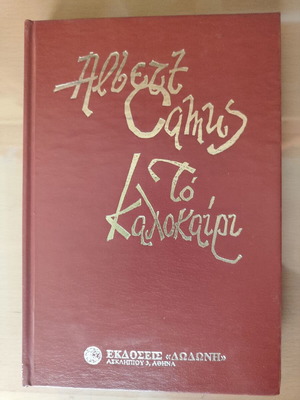 Albert
Camus
Τό
Καλοκαίρι
ΕΚΔΟΣΕΙΣ «ΔΩΔΩΝΗ»
ΑΣΚΛΗΠΙΟΥ 3, ΑΘΗΝΑ